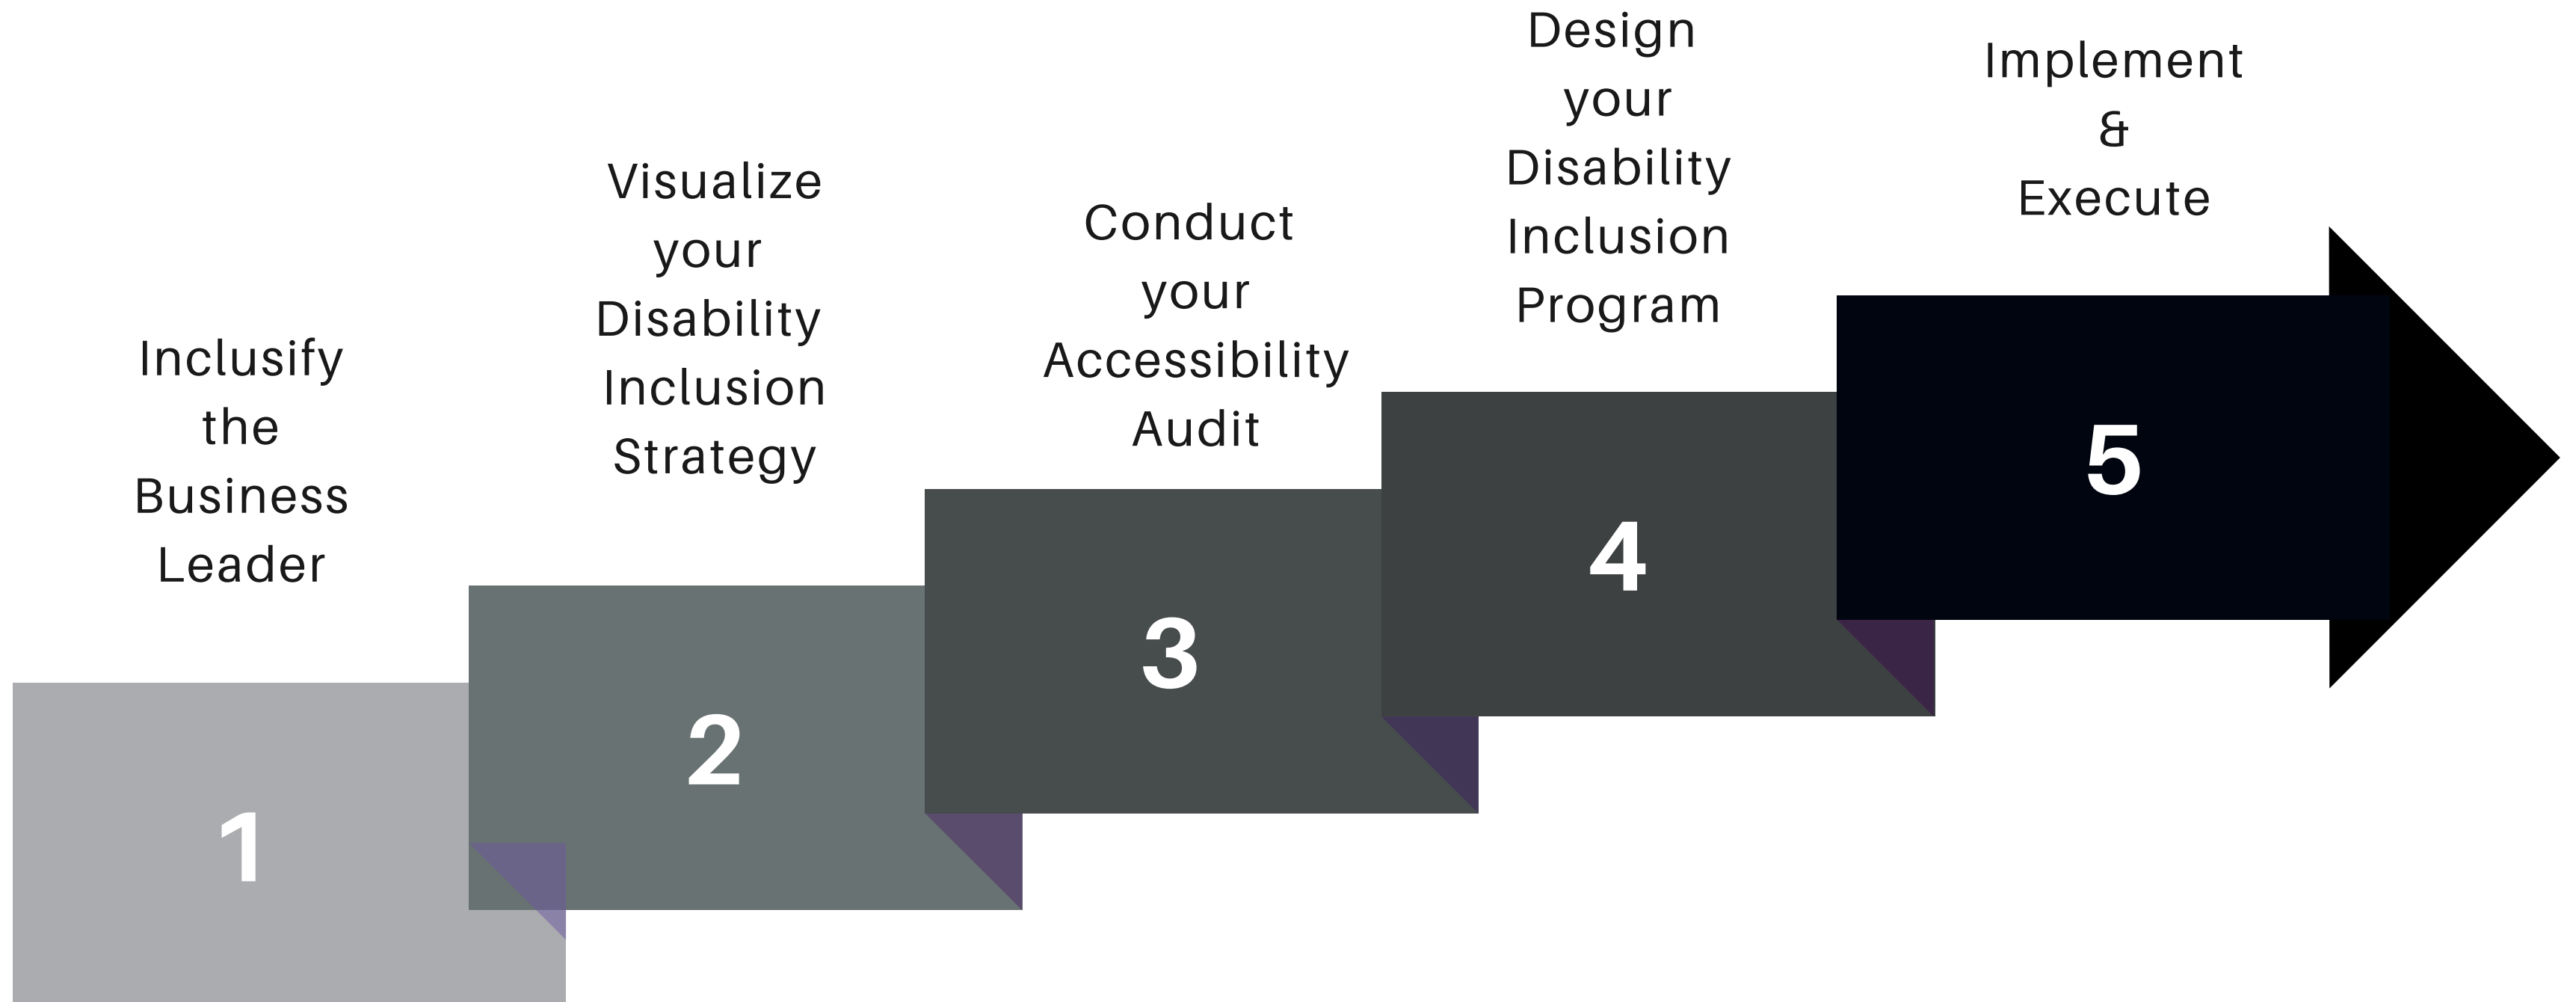 Inclusify
the
Business
Leader
1
Visualize
your
Disability
Inclusion
Strategy
2
Conduct
your
Accessibility
Audit
3
Design
your
Disability
Inclusion
Program
4
Implement
&
Execute
5